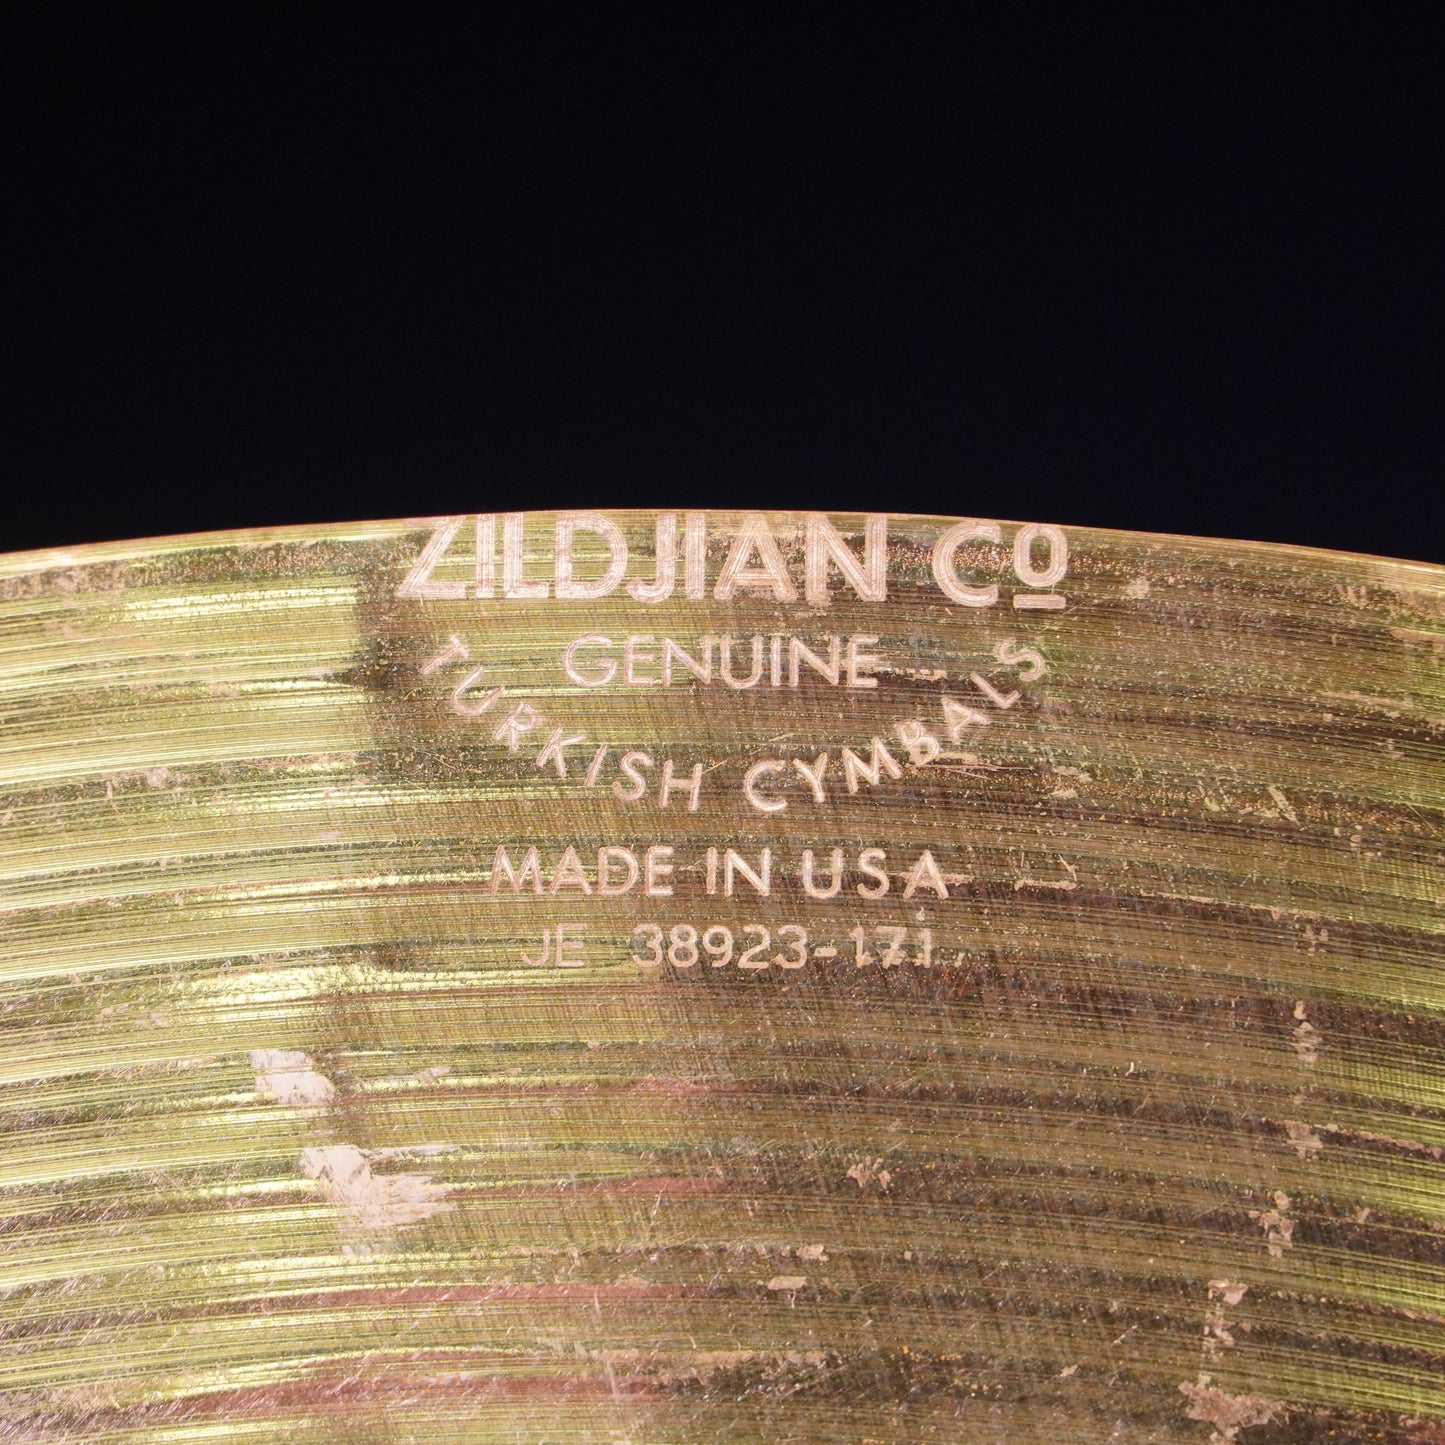 ZILDJIAN Cº
GENUINE
TURKISH CYMBALS
MADE IN USA
JE 38923-171